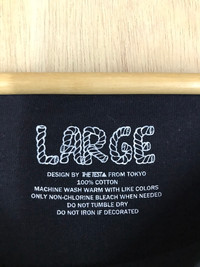 LARGE
DESIGN BY THE TEST FROM TOKYO
100% COTTON
MACHINE WASH WARM WITH LIKE COLORS
ONLY NON-CHLORINE BLEACH WHEN NEEDED
DO NOT TUMBLE DRY
DO NOT IRON IF DECORATED